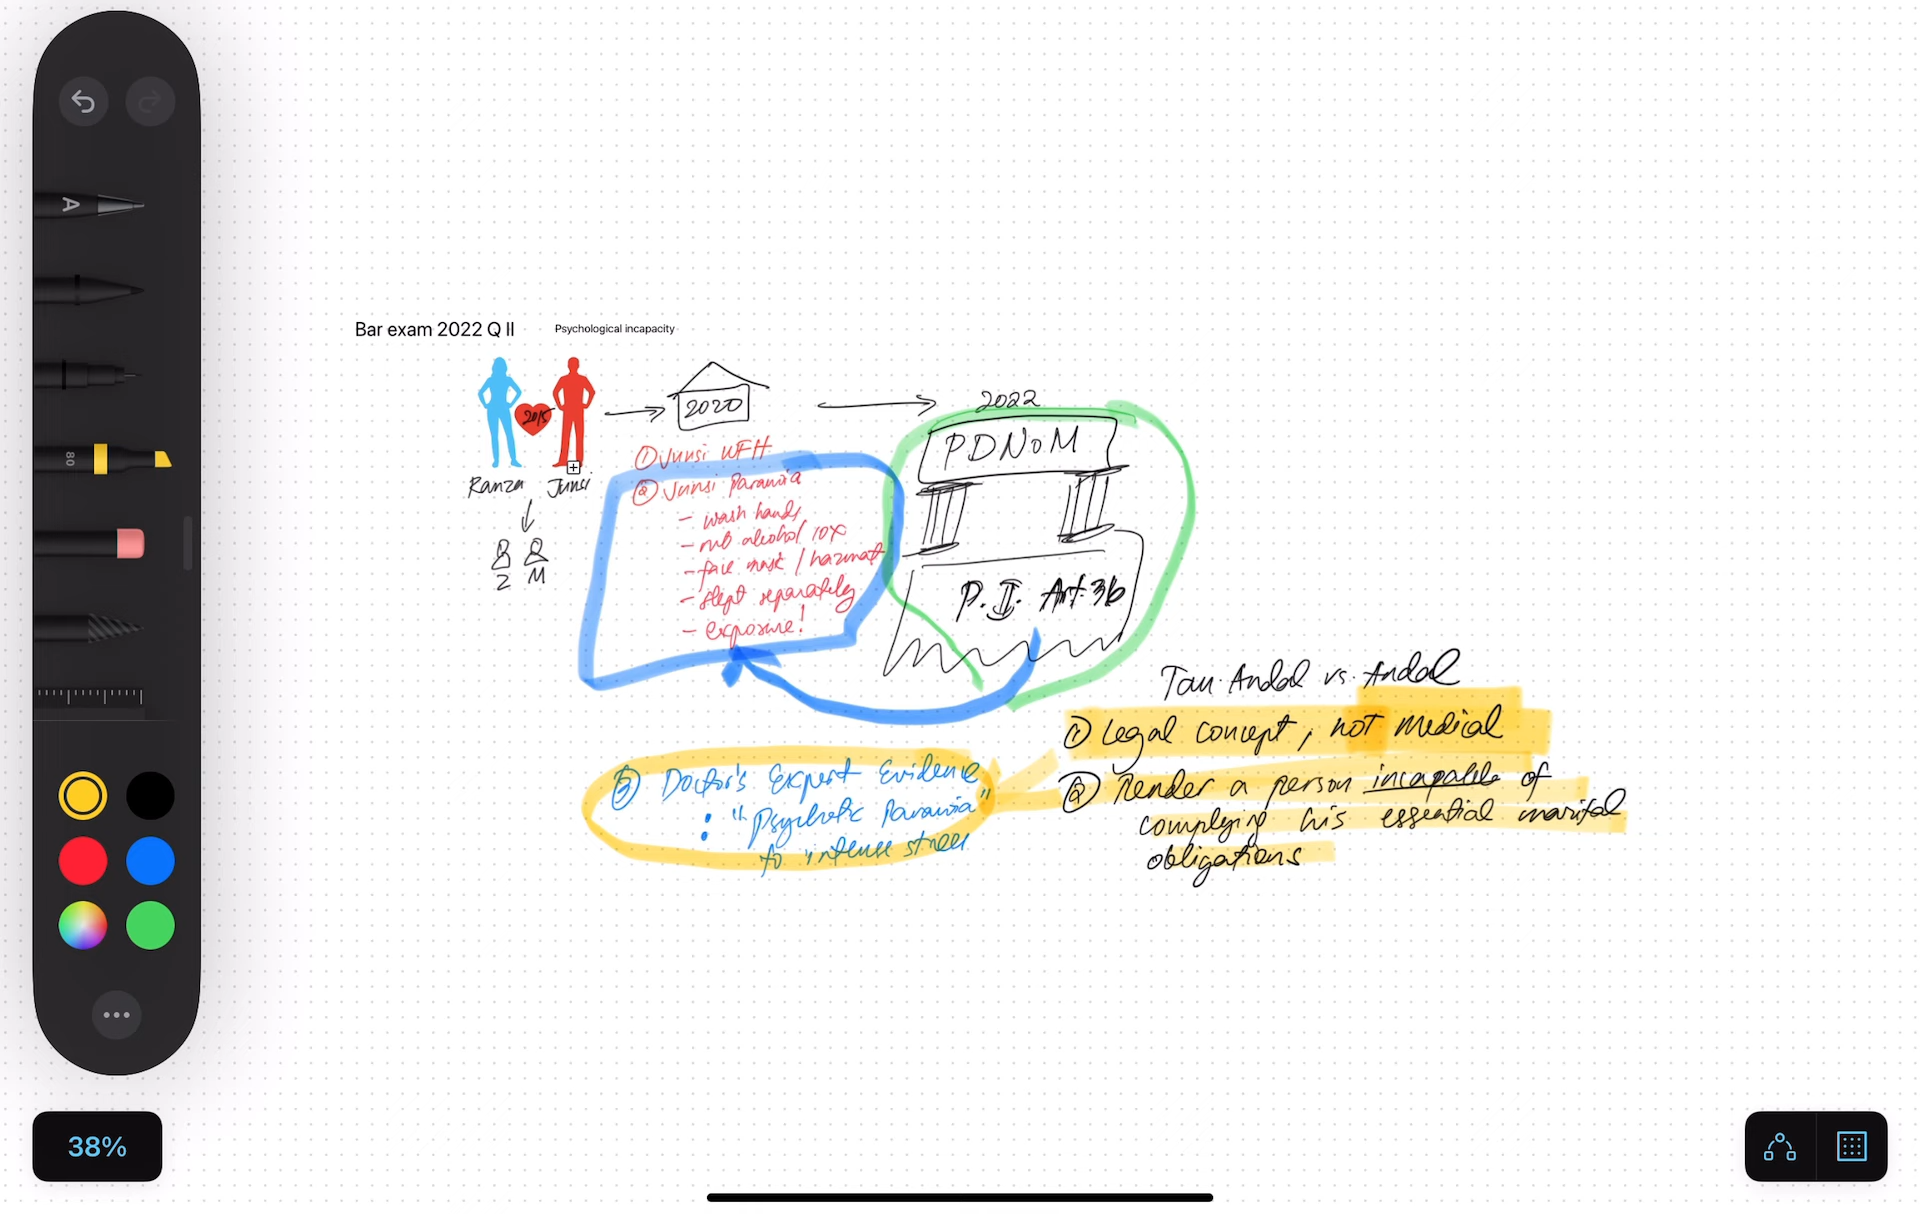 Bar exam 2022 Q II
Psychological incapacity
2015
2020
2022
PDNoM
Ranza
Junsi
Z
M
① Junsi WFH
② Junsi Paranoia
- wash hands
- rub alcohol 10x
- face mask / hazmat
- slept separately
- exposure!
P.I. Art. 36
Tan-Andal vs. Andal
① Legal concept, not medical
② Render a person incapable of
complying his essential marital
obligations
③ Doctor's Expert Evidence
: "Psychotic Paranoia"
to intense stress
A
80
38%